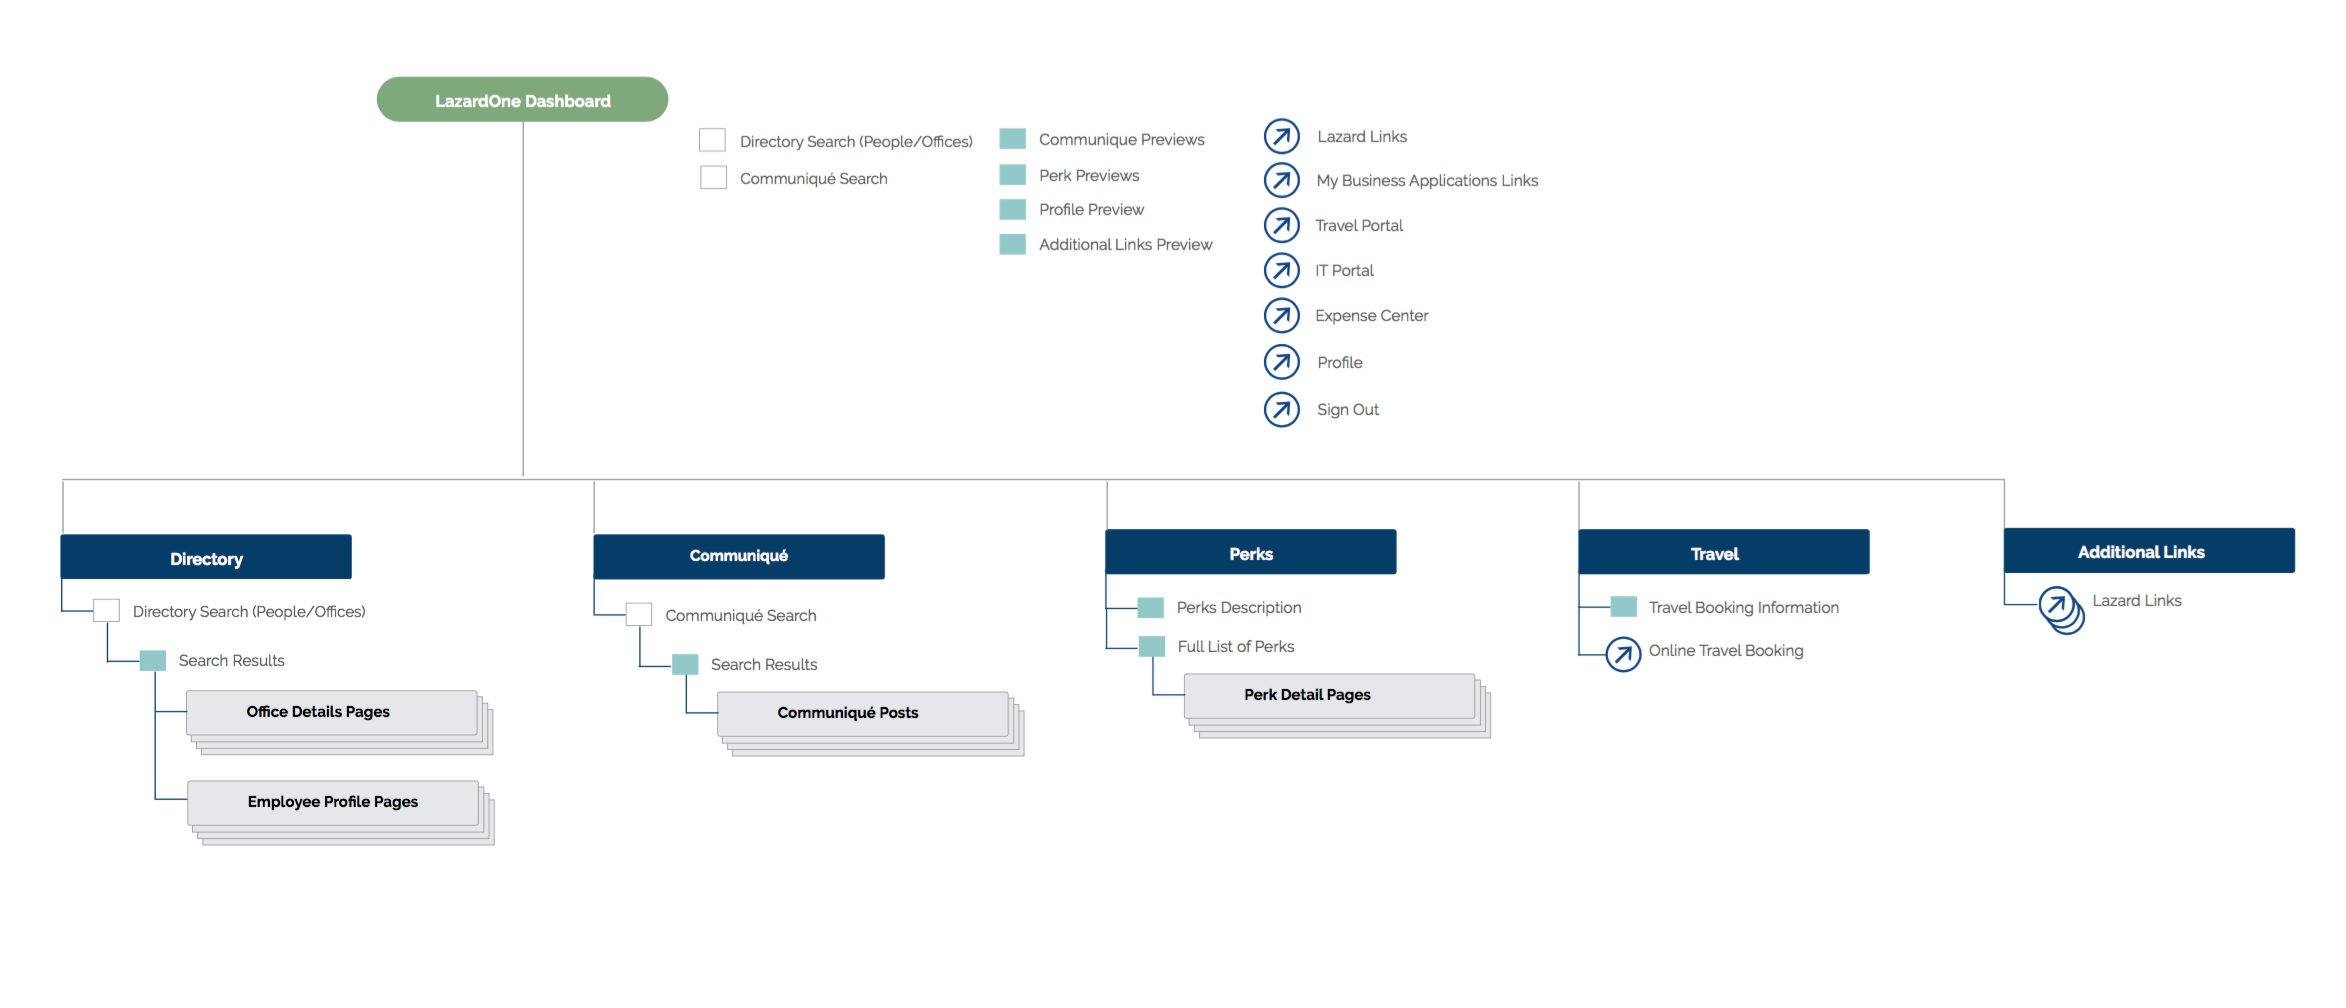 LazardOne Dashboard
Directory Search (People/Offices)
Communiqué Search
Communique Previews
Perk Previews
Profile Preview
Additional Links Preview
Lazard Links
My Business Applications Links
Travel Portal
IT Portal
Expense Center
Profile
Sign Out
Directory
Directory Search (People/Offices)
Search Results
Office Details Pages
Employee Profile Pages
Communiqué
Communiqué Search
Search Results
Communiqué Posts
Perks
Perks Description
Full List of Perks
Perk Detail Pages
Travel
Travel Booking Information
Online Travel Booking
Additional Links
Lazard Links